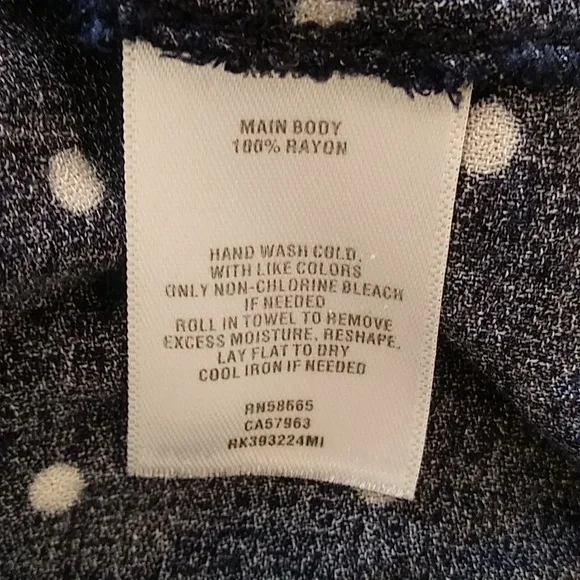 MAIN BODY
100% RAYON
HAND WASH COLD,
WITH LIKE COLORS
ONLY NON-CHLORINE BLEACH
IF NEEDED
ROLL IN TOWEL TO REMOVE
EXCESS MOISTURE, RESHAPE,
LAY FLAT TO DRY
COOL IRON IF NEEDED
RN58665
CA57963
RK393224MI